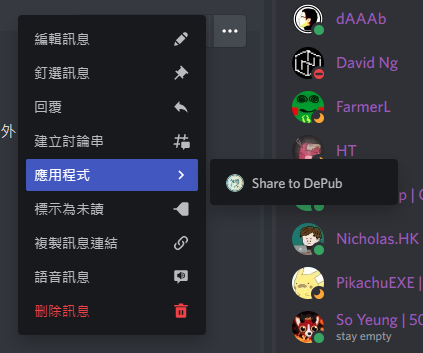 編輯訊息
釘選訊息
回覆
外
建立討論串
應用程式
標示為未讀
複製訊息連結
語音訊息
刪除訊息
Share to DePub
dAAAb
David Ng
FarmerL
HT
p | G
Nicholas.HK
PikachuEXE |
So Yeung | 50
stay empty